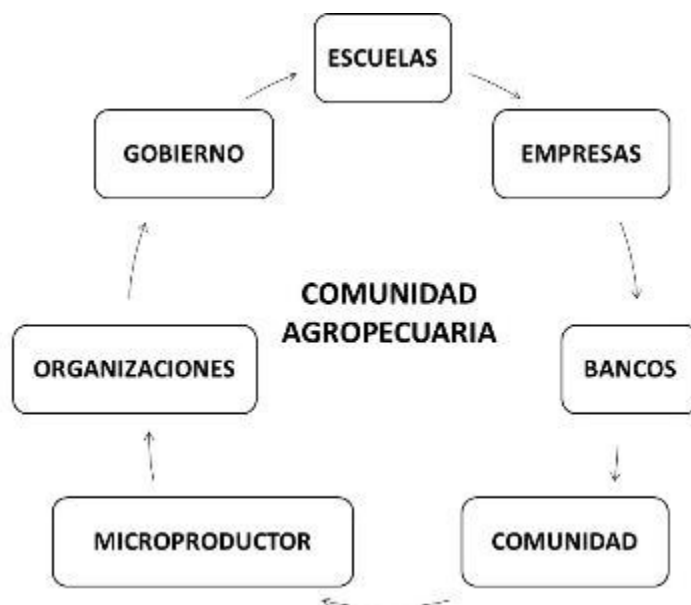 ESCUELAS
GOBIERNO
EMPRESAS
COMUNIDAD
AGROPECUARIA
ORGANIZACIONES
BANCOS
MICROPRODUCTOR
COMUNIDAD